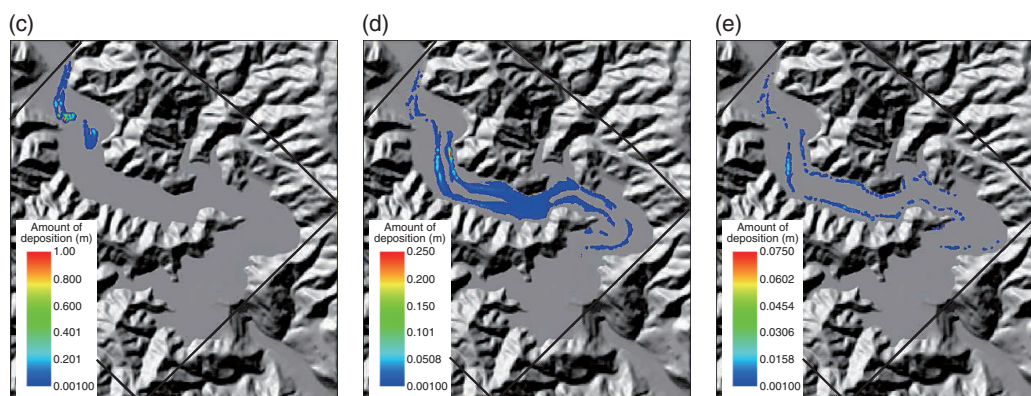 (c)
Amount of
deposition (m)
1.00
0.800
0.600
0.401
0.201
0.00100
(d)
Amount of
deposition (m)
0.250
0.200
0.150
0.101
0.0508
0.00100
(e)
Amount of
deposition (m)
0.0750
0.0602
0.0454
0.0306
0.0158
0.00100